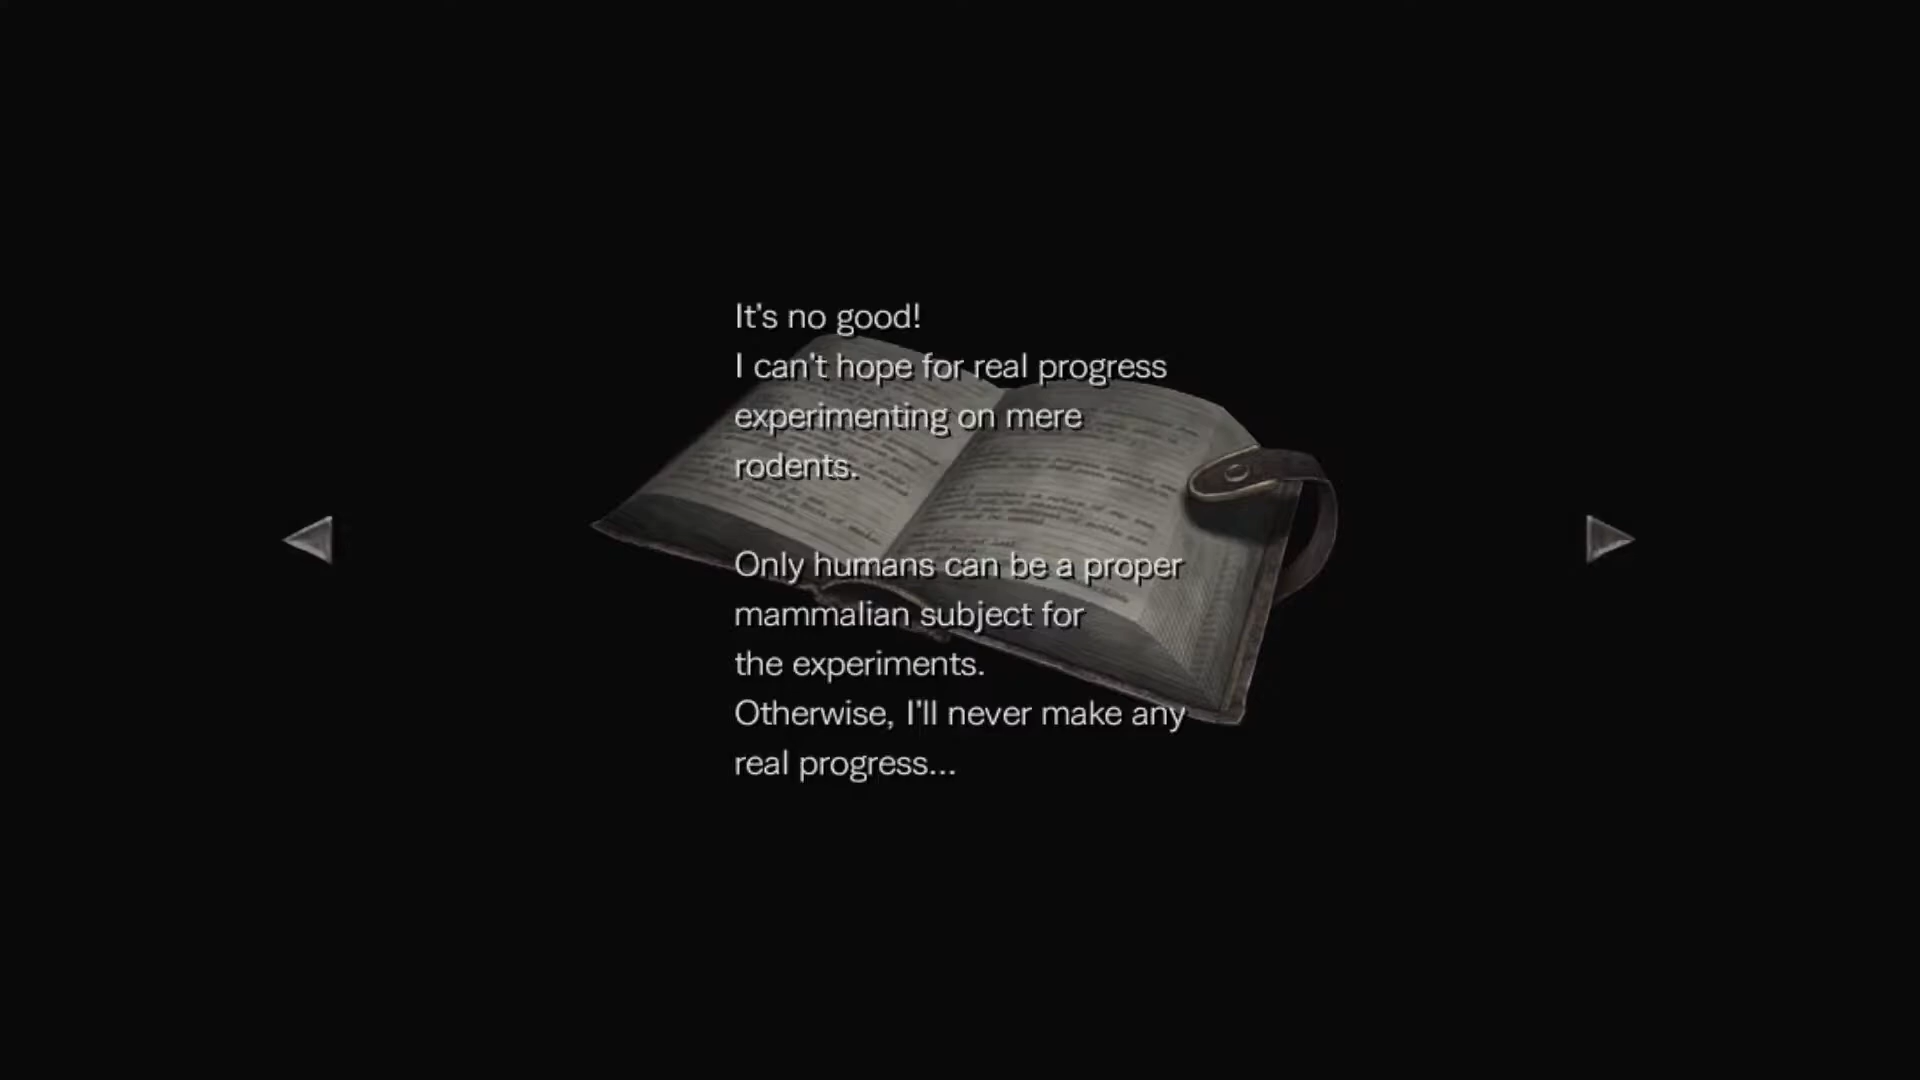 It's no good!
I can't hope for real progress
experimenting on mere
rodents.
Only humans can be a proper
mammalian subject for
the experiments.
Otherwise, I'll never make any
real progress...